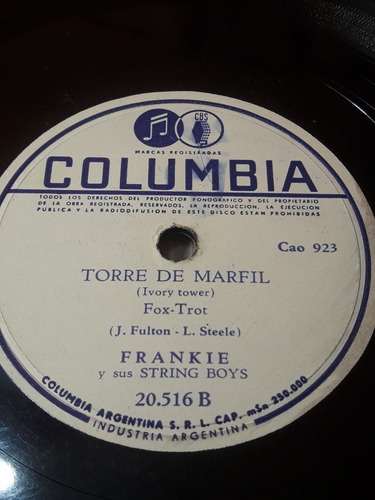 CBS
MARCAS REGISTRADAS
COLUMBIA
TODOS LOS DERECHOS DEL PRODUCTOR FONOGRAFICO Y DEL PROPIETARIO
DE LA OBRA REGISTRADA, RESERVADOS. LA REPRODUCCION, LA EJECUCION
PUBLICA Y LA RADIODIFUSION DE ESTE DISCO ESTAN PROHIBIDAS
Cao 923
TORRE DE MARFIL
(Ivory tower)
Fox-Trot
(J. Fulton - L. Steele)
FRANKIE
y sus STRING BOYS
20.516 B
COLUMBIA ARGENTINA S. R. L. CAP. m$n 250.000
INDUSTRIA ARGENTINA